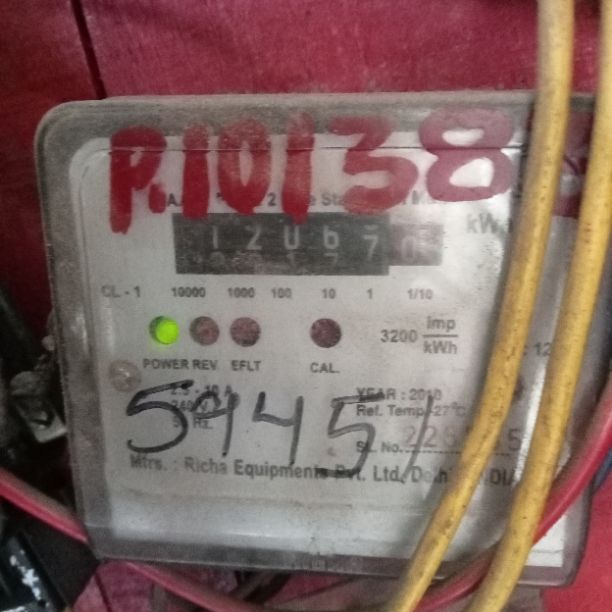 P.10138
kWh
12067
CL - 1 10000 1000 100 10 1 1/10
3200 imp/kWh
POWER REV EFLT CAL.
YEAR : 2010
Ref. Temp. 27°C
5945
SL. No.
Mfrs. : Richa Equipments Pvt. Ltd.